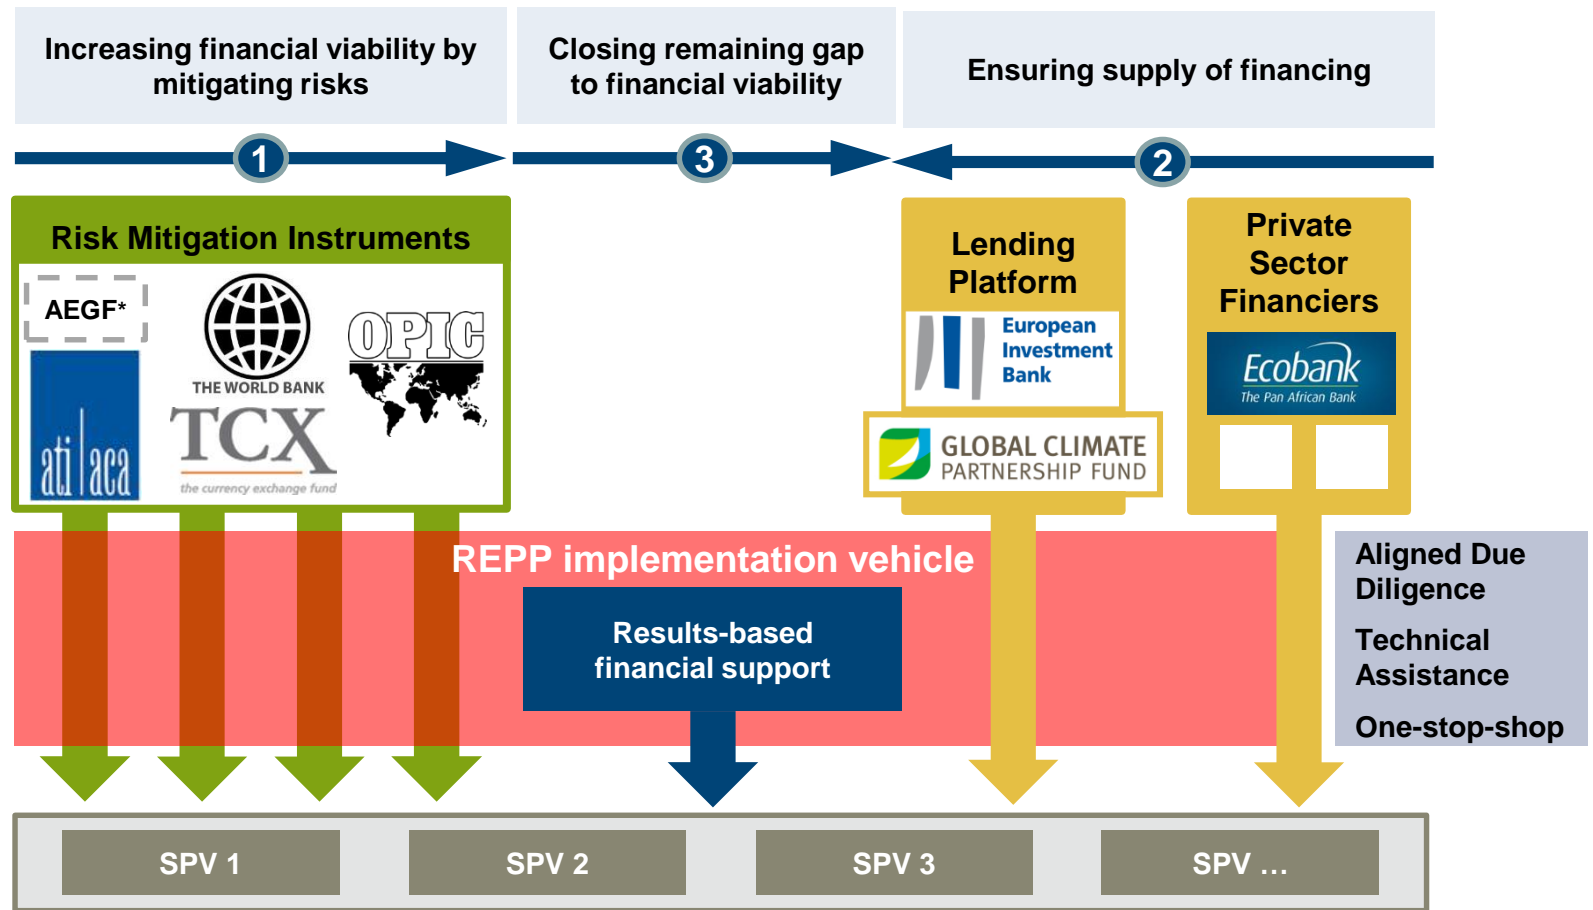 Increasing financial viability by
mitigating risks
Closing remaining gap
to financial viability
Ensuring supply of financing
1
3
2
Risk Mitigation Instruments
AEGF*
THE WORLD BANK
OPIC
ati aca
TCX
the currency exchange fund
Lending
Platform
European
Investment
Bank
GLOBAL CLIMATE
PARTNERSHIP FUND
Private
Sector
Financiers
Ecobank
The Pan African Bank
REPP implementation vehicle
Results-based
financial support
Aligned Due
Diligence
Technical
Assistance
One-stop-shop
SPV 1
SPV 2
SPV 3
SPV …